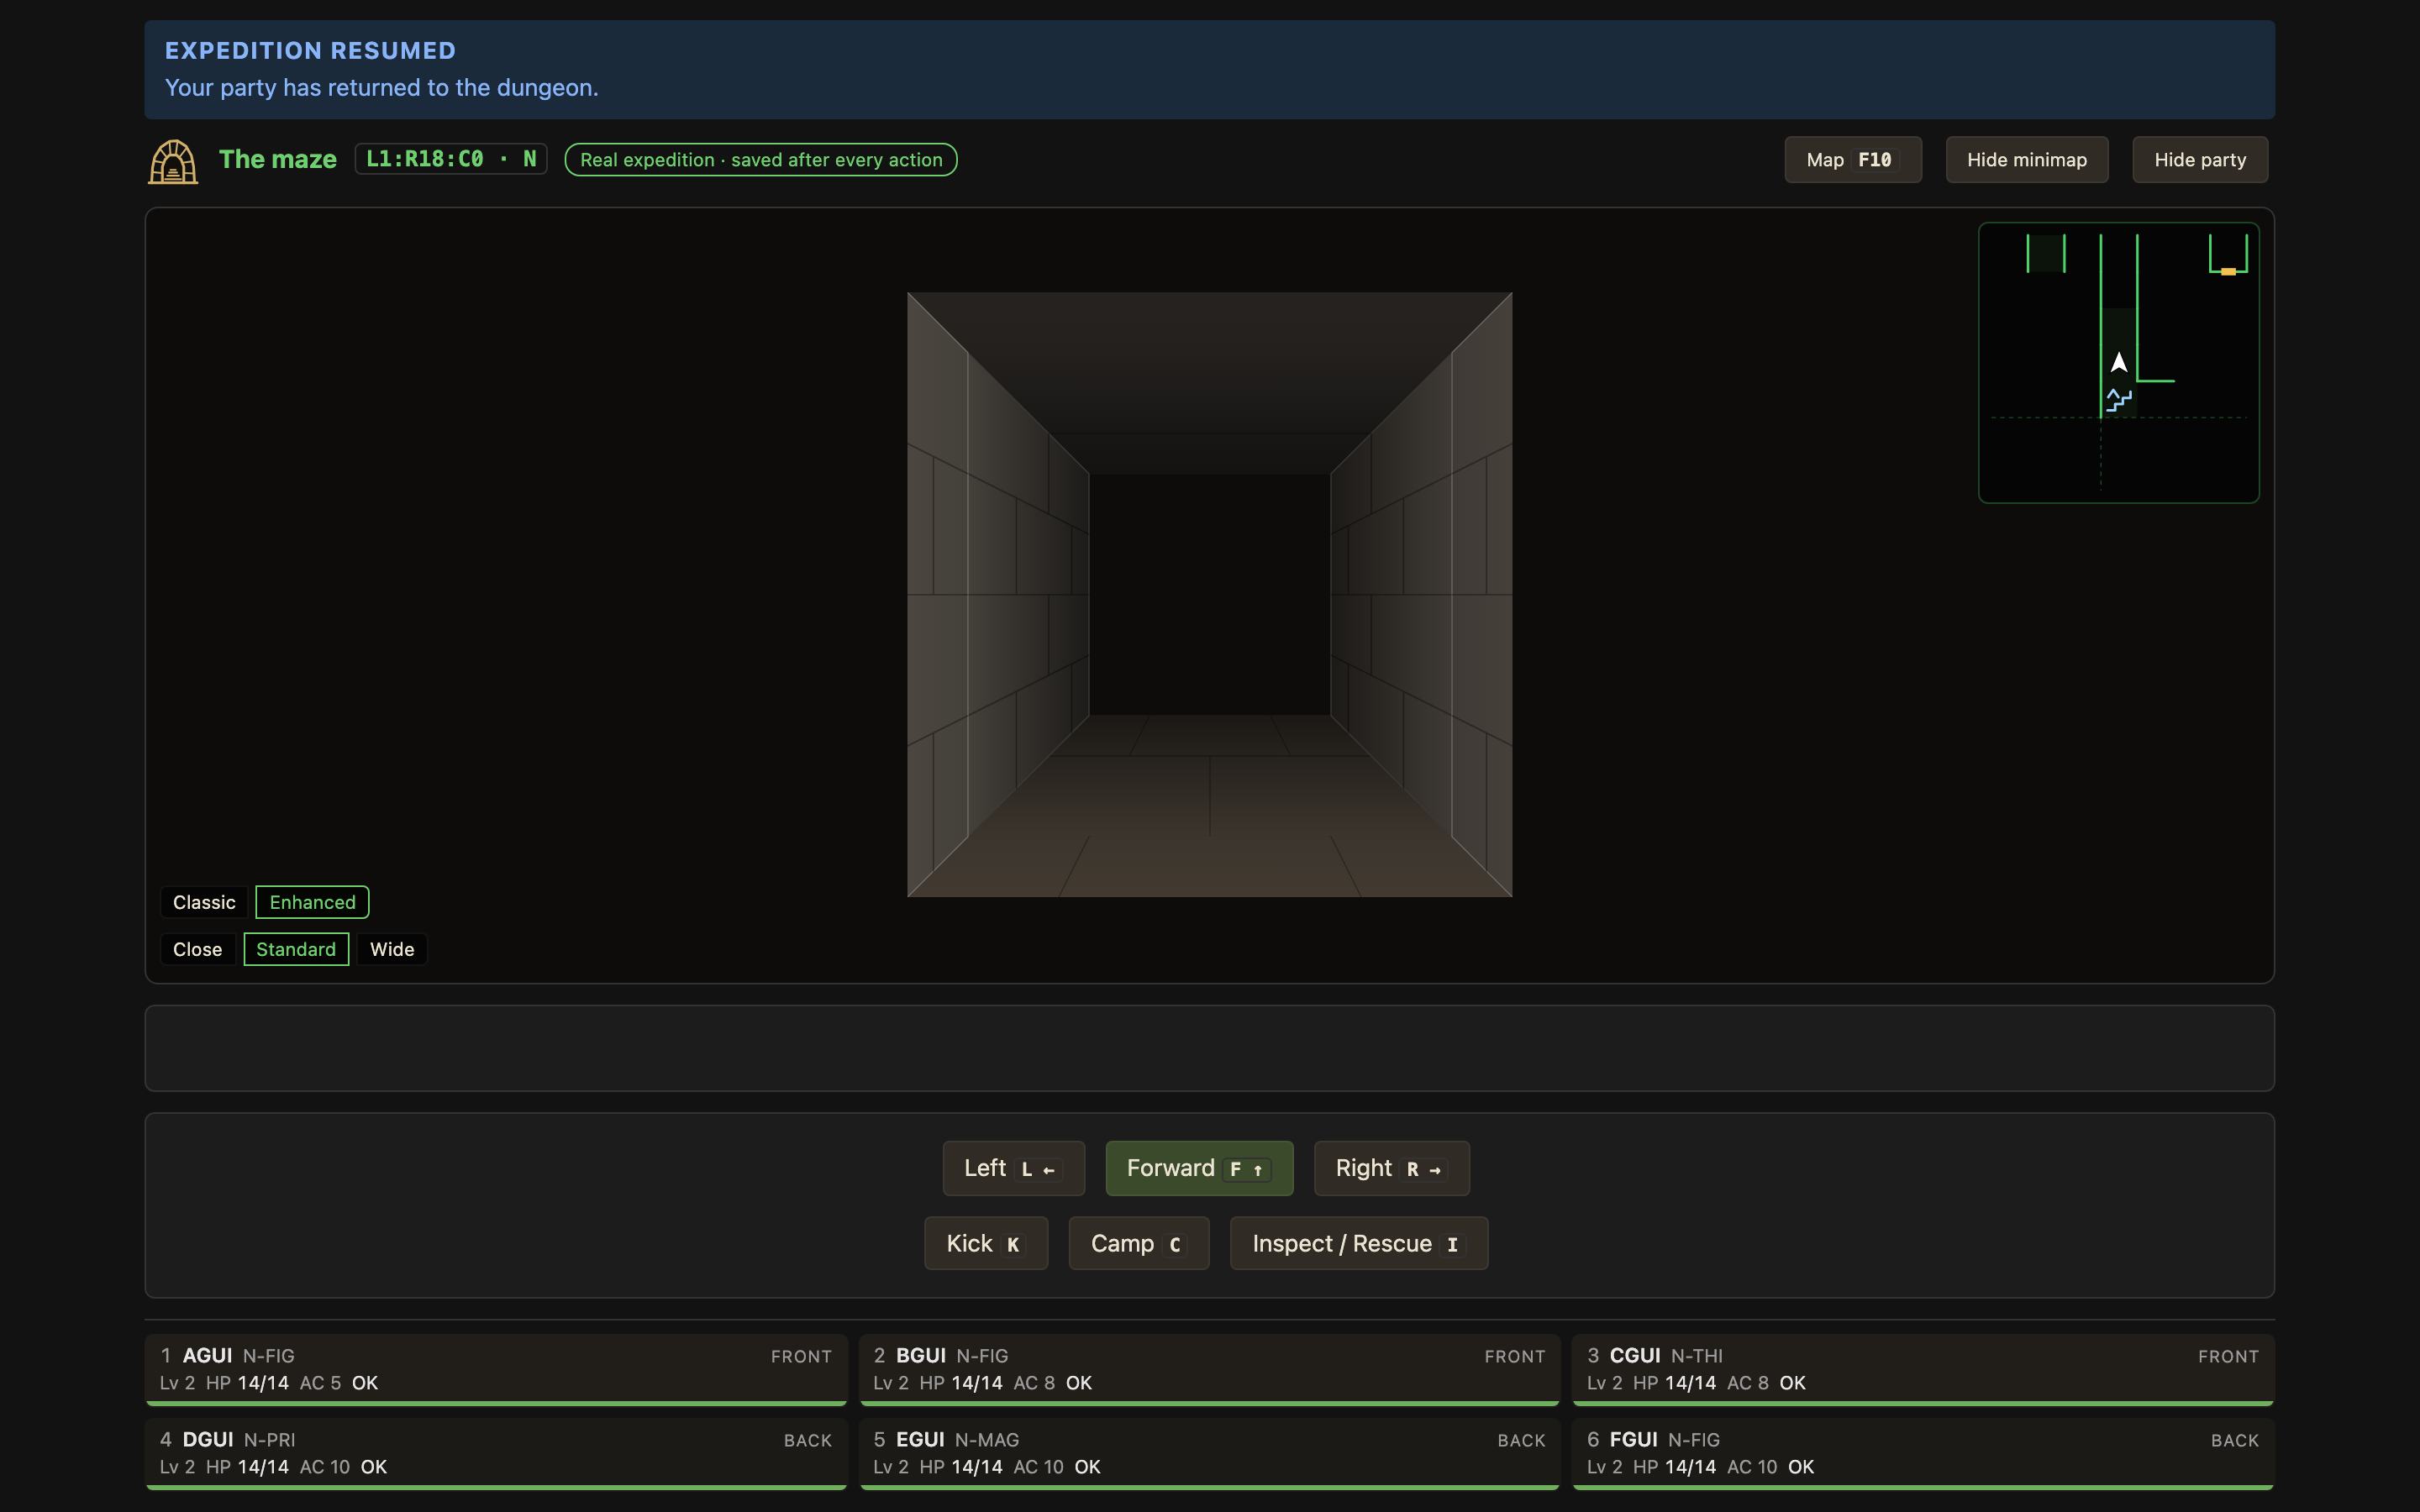 EXPEDITION RESUMED
Your party has returned to the dungeon.
The maze L1:R18:C0 · N Real expedition · saved after every action Map F10 Hide minimap Hide party
Classic Enhanced
Close Standard Wide
Left L ← Forward F ↑ Right R →
Kick K Camp C Inspect / Rescue I
1 AGUI N-FIG FRONT
Lv 2 HP 14/14 AC 5 OK
2 BGUI N-FIG FRONT
Lv 2 HP 14/14 AC 8 OK
3 CGUI N-THI FRONT
Lv 2 HP 14/14 AC 8 OK
4 DGUI N-PRI BACK
Lv 2 HP 14/14 AC 10 OK
5 EGUI N-MAG BACK
Lv 2 HP 14/14 AC 10 OK
6 FGUI N-FIG BACK
Lv 2 HP 14/14 AC 10 OK